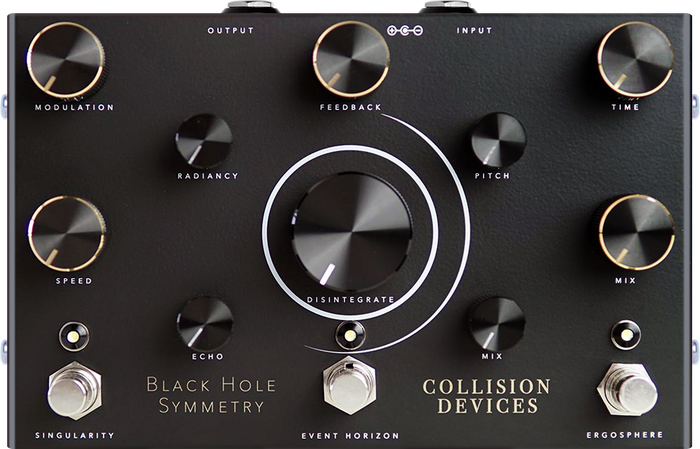 OUTPUT
INPUT
MODULATION
FEEDBACK
TIME
RADIANCY
PITCH
SPEED
DISINTEGRATE
MIX
ECHO
MIX
BLACK HOLE
SYMMETRY
COLLISION
DEVICES
SINGULARITY
EVENT HORIZON
ERGOSPHERE